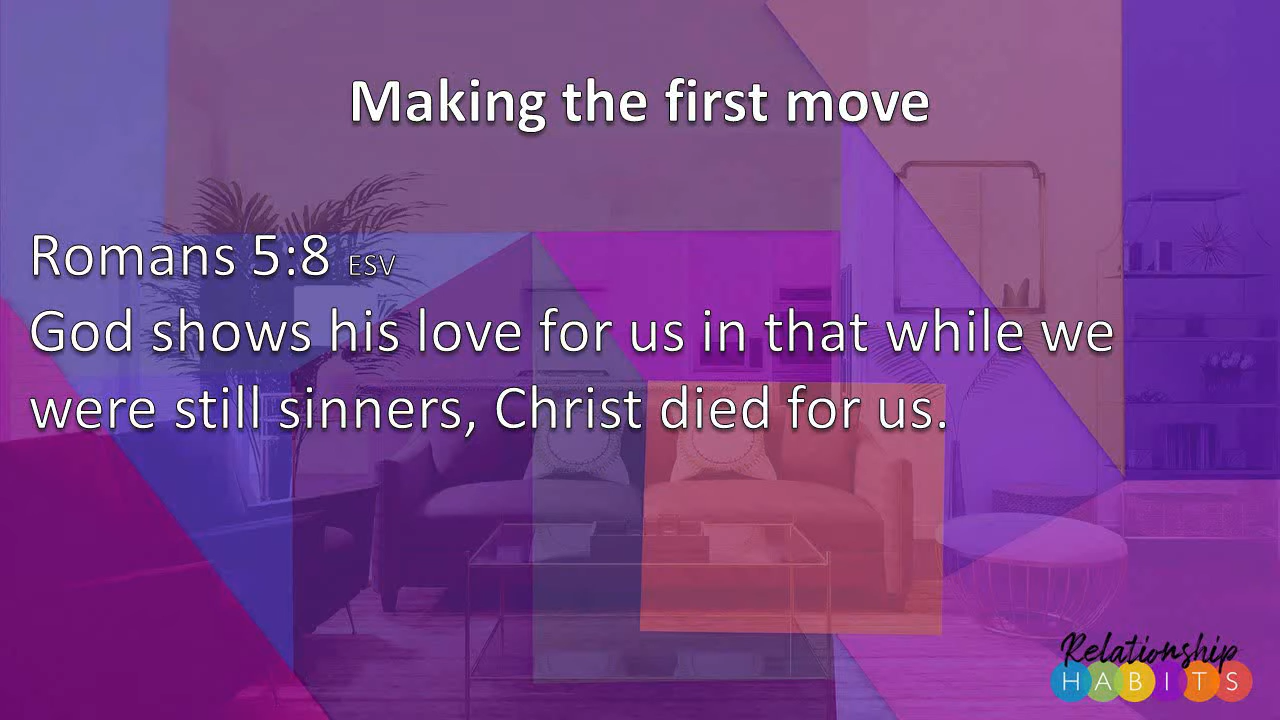 Making the first move
Romans 5:8 ESV
God shows his love for us in that while we
were still sinners, Christ died for us.
Relationship
HABITS